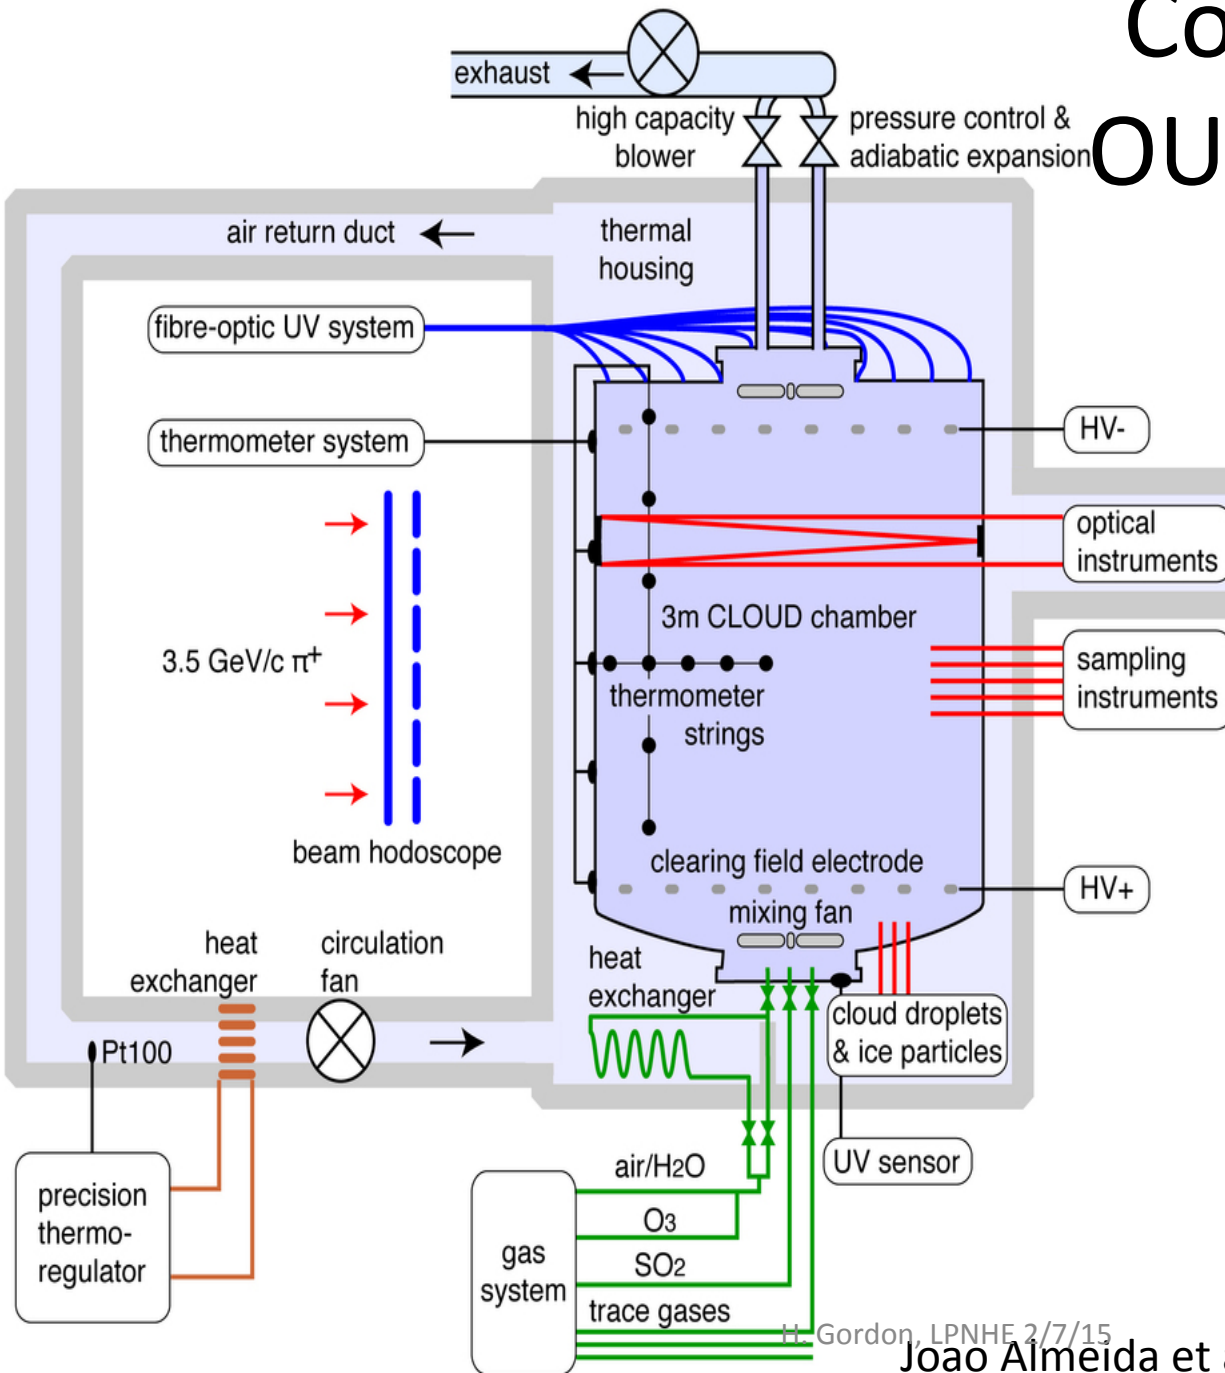 Co
OU
exhaust
high capacity
blower
pressure control &
adiabatic expansion
air return duct
thermal
housing
fibre-optic UV system
thermometer system
HV-
optical
instruments
3m CLOUD chamber
3.5 GeV/c π+
sampling
instruments
thermometer
strings
beam hodoscope
clearing field electrode
HV+
mixing fan
heat
exchanger
circulation
fan
heat
exchanger
cloud droplets
& ice particles
Pt100
UV sensor
precision
thermo-
regulator
air/H2O
O3
SO2
gas
system
trace gases
H. Gordon, LPNHE 2/7/15
Joao Almeida et a